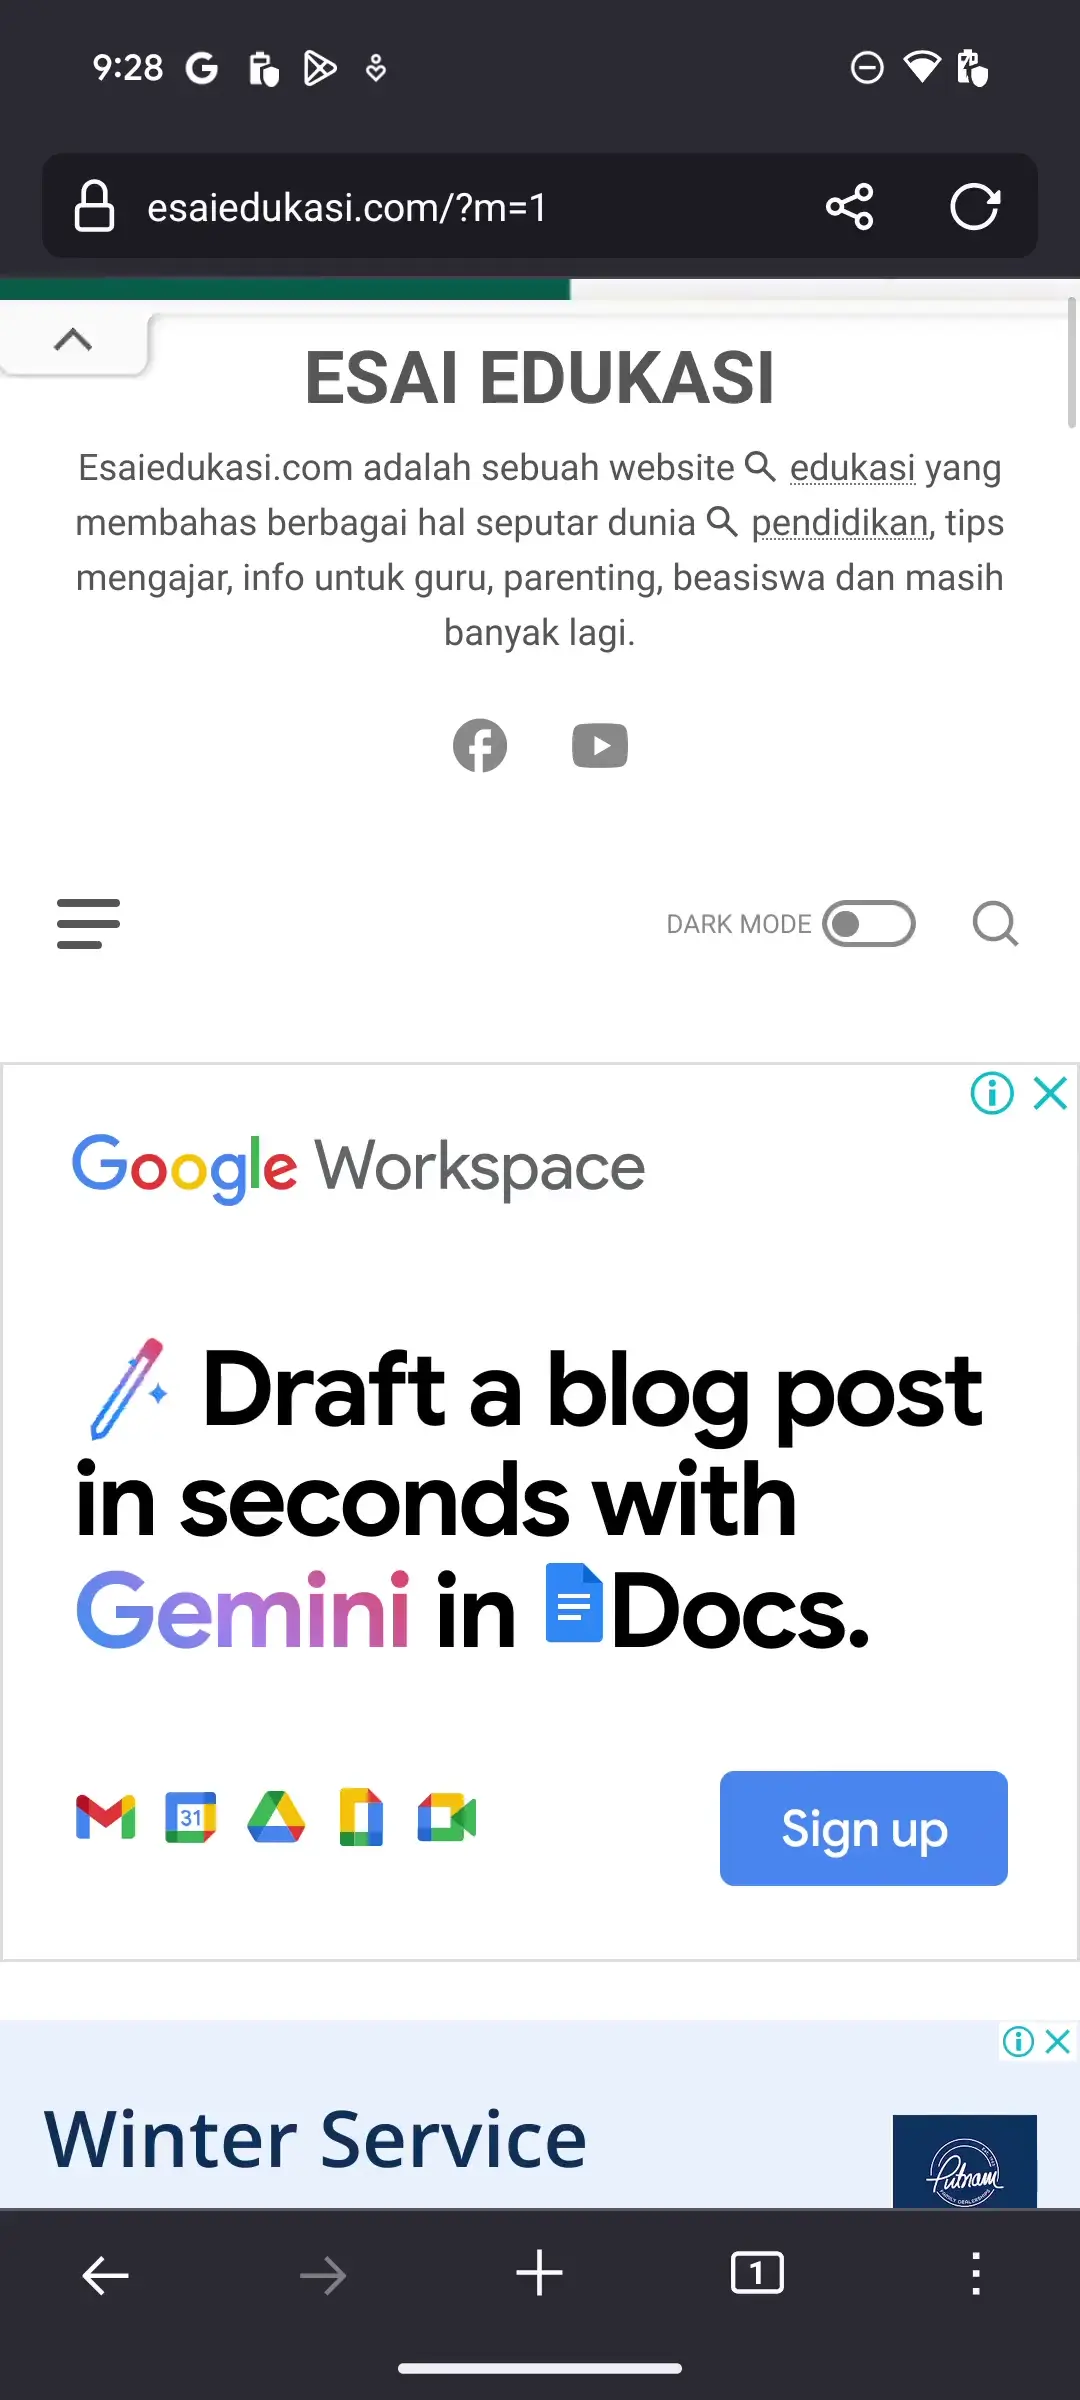 9:28
esaiedukasi.com/?m=1
ESAI EDUKASI
Esaiedukasi.com adalah sebuah website edukasi yang
membahas berbagai hal seputar dunia pendidikan, tips
mengajar, info untuk guru, parenting, beasiswa dan masih
banyak lagi.
DARK MODE
Google Workspace
Draft a blog post
in seconds with
Gemini in Docs.
31
Sign up
Winter Service
Putnam
1